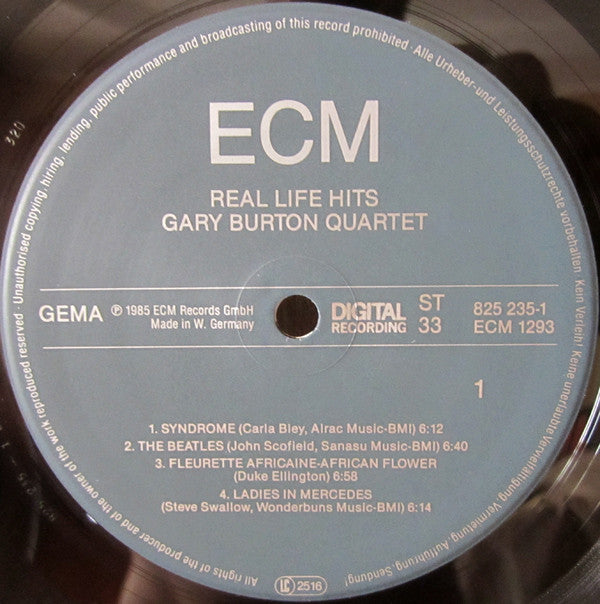 All rights of the producer and of the owner of the work reproduced reserved · Unauthorised copying, hiring, lending, public performance and broadcasting of this record prohibited · Alle Urheber-und Leistungsschutzrechte vorbehalten. Kein Verleih! Keine unerlaubte Vervielfältigung, Vermietung, Aufführung, Sendung!
ECM
REAL LIFE HITS
GARY BURTON QUARTET
GEMA ℗ 1985 ECM Records GmbH
Made in W. Germany
DIGITAL RECORDING
ST
33
825 235-1
ECM 1293
1
1. SYNDROME (Carla Bley, Alrac Music-BMI) 6:12
2. THE BEATLES (John Scofield, Sanasu Music-BMI) 6:40
3. FLEURETTE AFRICAINE-AFRICAN FLOWER
(Duke Ellington) 6:58
4. LADIES IN MERCEDES
(Steve Swallow, Wonderbuns Music-BMI) 6:14
LC 2516
320